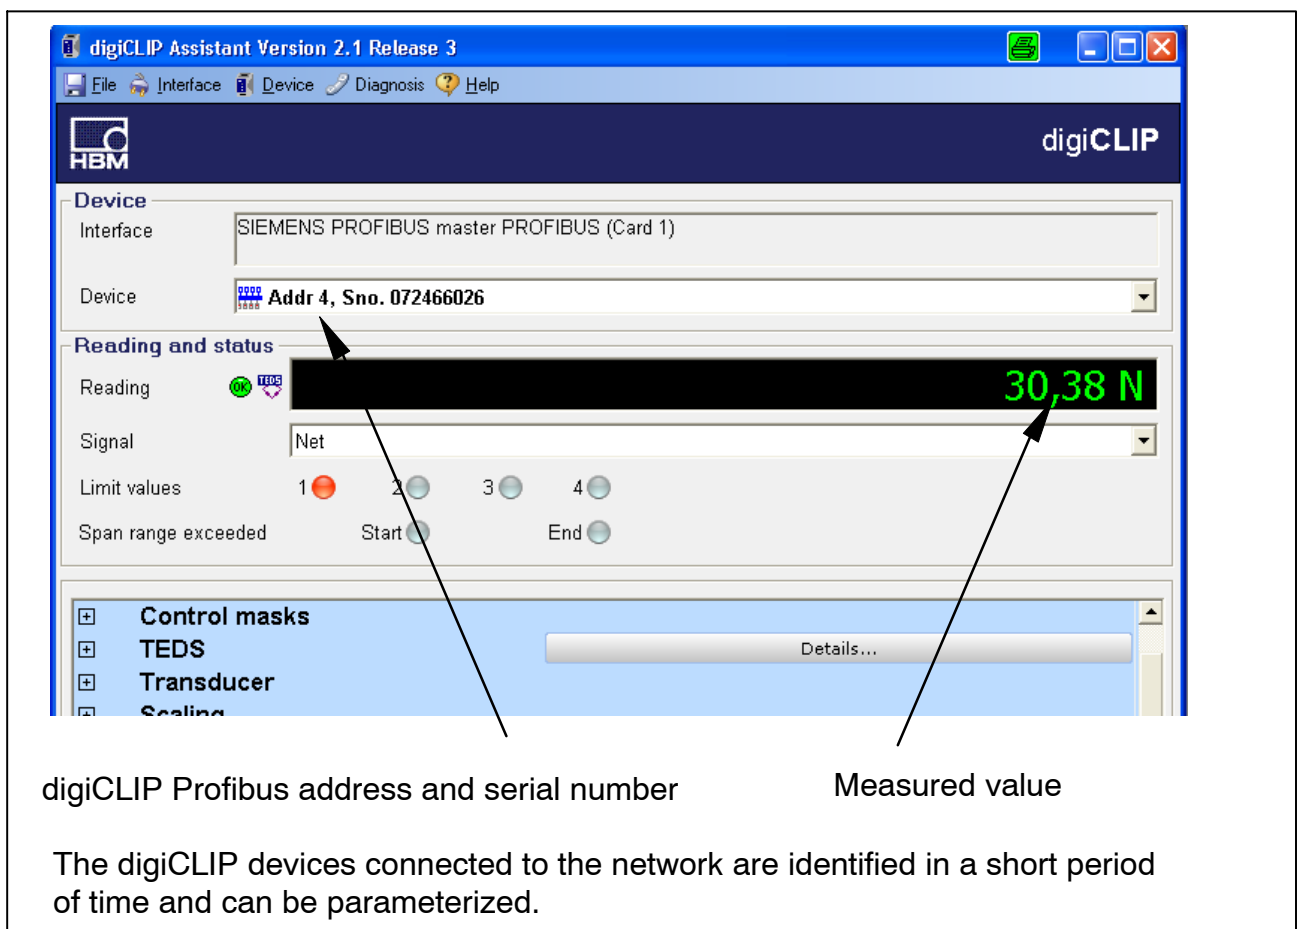 digiCLIP Assistant Version 2.1 Release 3
File Interface Device Diagnosis Help
HBM
digiCLIP
Device
Interface SIEMENS PROFIBUS master PROFIBUS (Card 1)
Device Addr 4, Sno. 072466026
Reading and status
Reading OK TEDS 30,38 N
Signal Net
Limit values 1 2 3 4
Span range exceeded Start End
Control masks
TEDS Details...
Transducer
Scaling
digiCLIP Profibus address and serial number
Measured value
The digiCLIP devices connected to the network are identified in a short period
of time and can be parameterized.